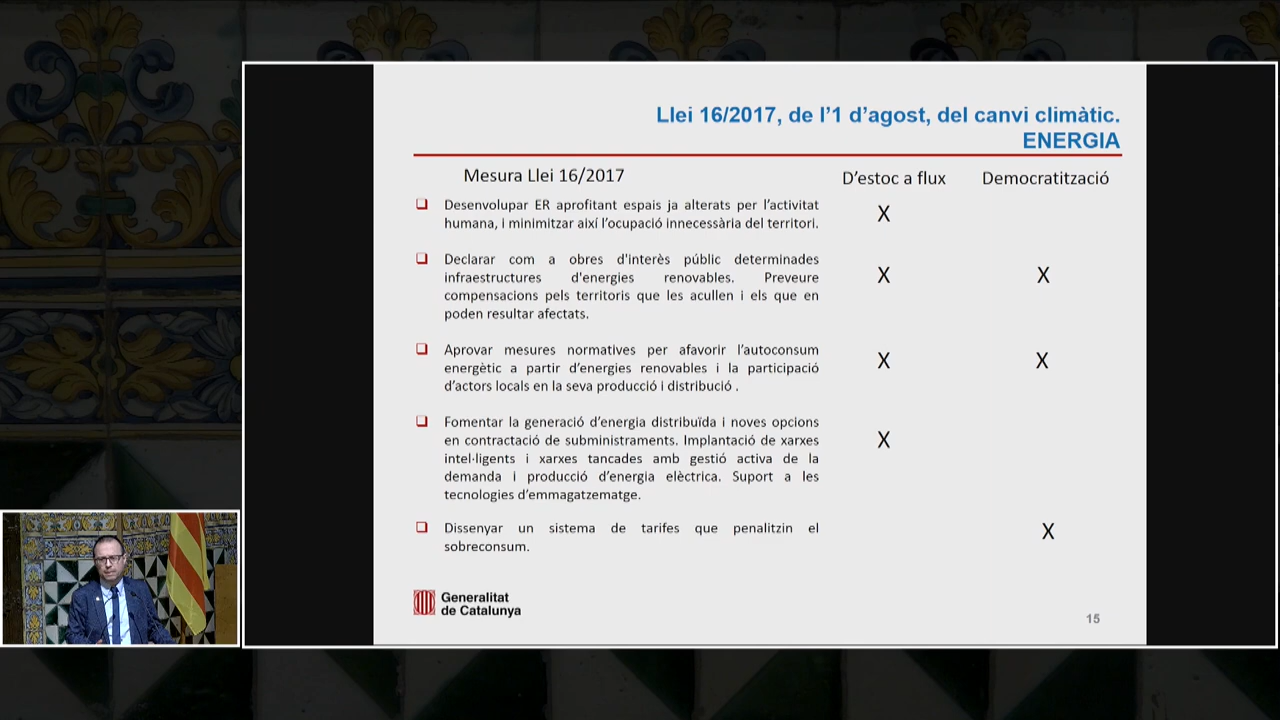 Llei 16/2017, de l’1 d’agost, del canvi climàtic.
ENERGIA
Mesura Llei 16/2017
D’estoc a flux
Democratització
Desenvolupar ER aprofitant espais ja alterats per l’activitat
humana, i minimitzar així l’ocupació innecessària del territori.
X
Declarar com a obres d'interès públic determinades
infraestructures d'energies renovables. Preveure
compensacions pels territoris que les acullen i els que en
poden resultar afectats.
X
X
Aprovar mesures normatives per afavorir l’autoconsum
energètic a partir d’energies renovables i la participació
d’actors locals en la seva producció i distribució .
X
X
Fomentar la generació d’energia distribuïda i noves opcions
en contractació de subministraments. Implantació de xarxes
intel·ligents i xarxes tancades amb gestió activa de la
demanda i producció d’energia elèctrica. Suport a les
tecnologies d’emmagatzematge.
X
Dissenyar un sistema de tarifes que penalitzin el
sobreconsum.
X
Generalitat
de Catalunya
15